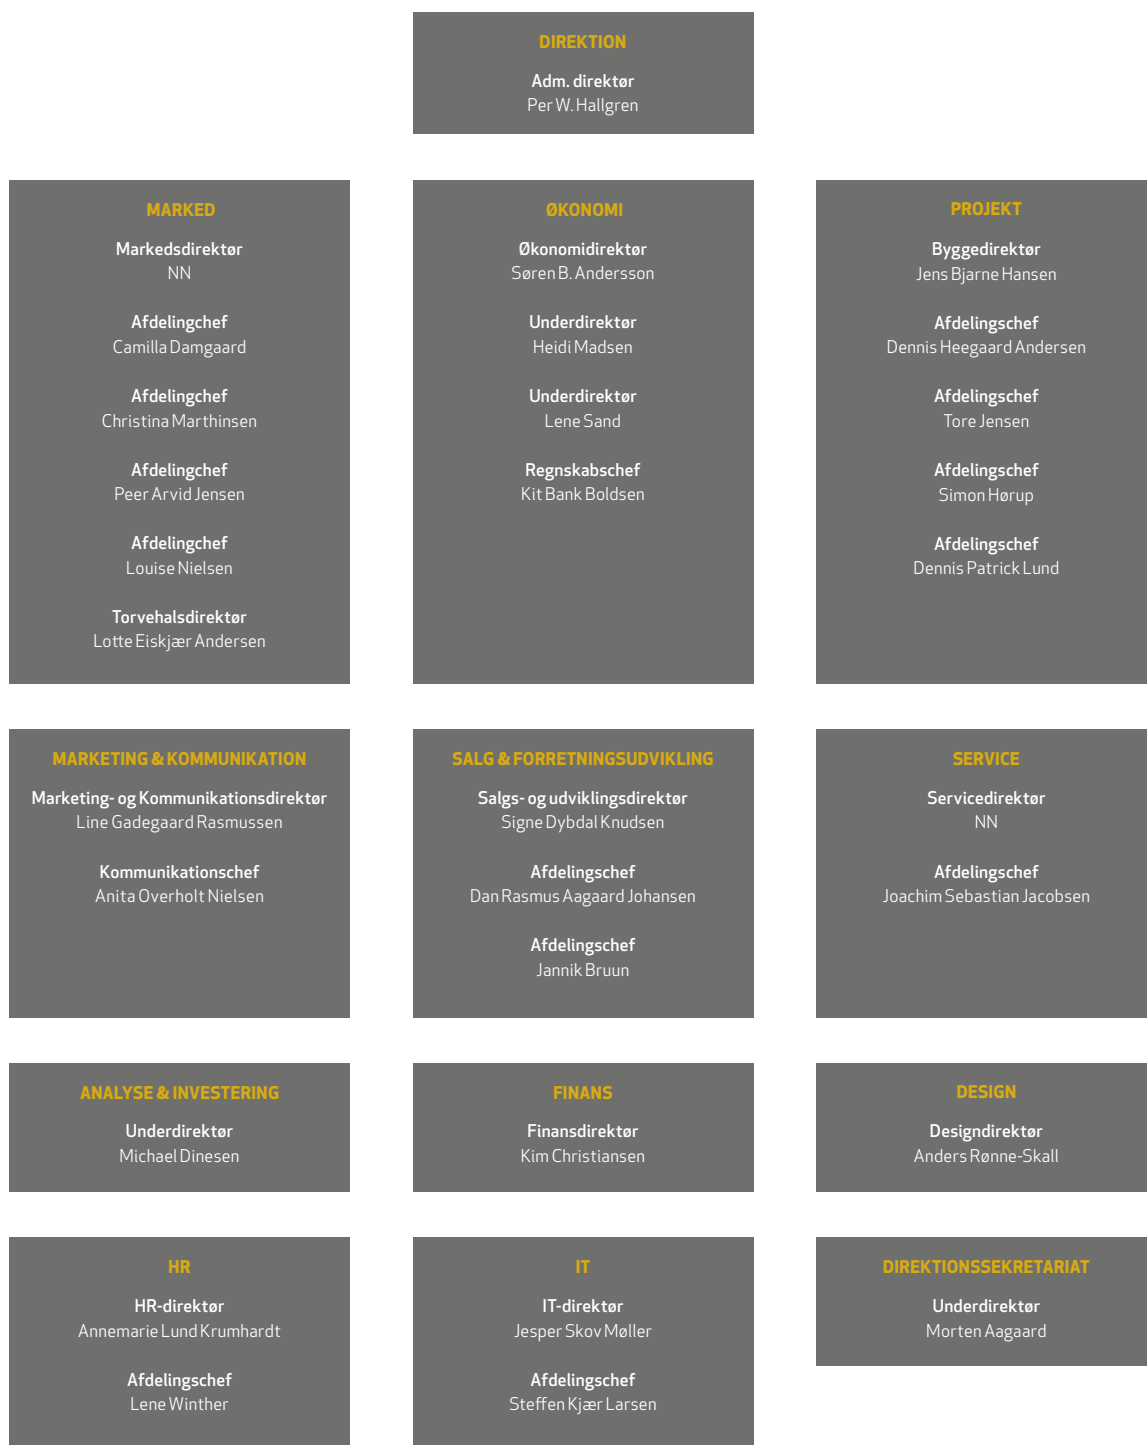 DIREKTION
Adm. direktør
Per W. Hallgren
MARKED
Markedsdirektør
NN
Afdelingchef
Camilla Damgaard
Afdelingchef
Christina Marthinsen
Afdelingchef
Peer Arvid Jensen
Afdelingchef
Louise Nielsen
Torvehalsdirektør
Lotte Eiskjær Andersen
ØKONOMI
Økonomidirektør
Søren B. Andersson
Underdirektør
Heidi Madsen
Underdirektør
Lene Sand
Regnskabschef
Kit Bank Boldsen
PROJEKT
Byggedirektør
Jens Bjarne Hansen
Afdelingschef
Dennis Heegaard Andersen
Afdelingschef
Tore Jensen
Afdelingschef
Simon Hørup
Afdelingschef
Dennis Patrick Lund
MARKETING & KOMMUNIKATION
Marketing- og Kommunikationsdirektør
Line Gadegaard Rasmussen
Kommunikationschef
Anita Overholt Nielsen
SALG & FORRETNINGSUDVIKLING
Salgs- og udviklingsdirektør
Signe Dybdal Knudsen
Afdelingschef
Dan Rasmus Aagaard Johansen
Afdelingschef
Jannik Bruun
SERVICE
Servicedirektør
NN
Afdelingschef
Joachim Sebastian Jacobsen
ANALYSE & INVESTERING
Underdirektør
Michael Dinesen
FINANS
Finansdirektør
Kim Christiansen
DESIGN
Designdirektør
Anders Rønne-Skall
HR
HR-direktør
Annemarie Lund Krumhardt
Afdelingschef
Lene Winther
IT
IT-direktør
Jesper Skov Møller
Afdelingschef
Steffen Kjær Larsen
DIREKTIONSSEKRETARIAT
Underdirektør
Morten Aagaard